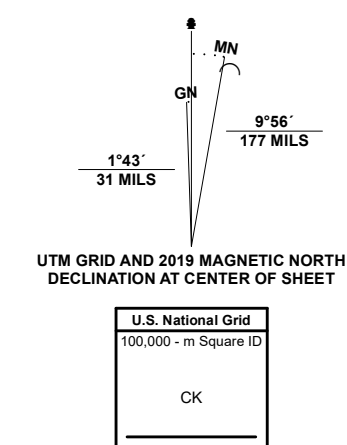 MN
GN
9°56´
177 MILS
1°43´
31 MILS
UTM GRID AND 2019 MAGNETIC NORTH
DECLINATION AT CENTER OF SHEET
U.S. National Grid
100,000 - m Square ID
CK